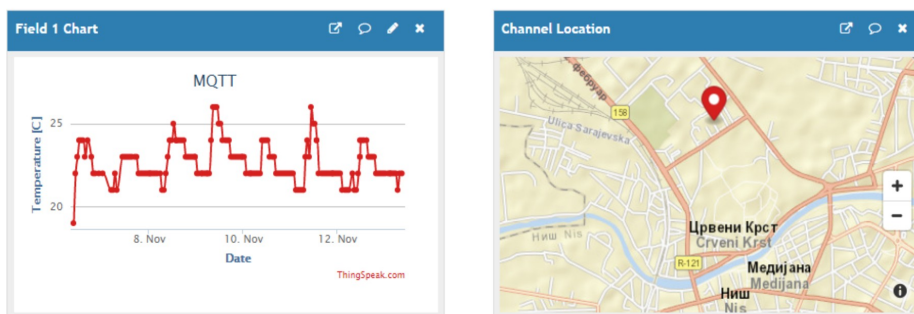 Field 1 Chart
MQTT
Temperature [C]
25
20
8. Nov
10. Nov
12. Nov
Date
ThingSpeak.com
Channel Location
фебруар
158
Ulica Sarajevska
Ниш Nis
Црвени Крст
Crveni Krst
R-121
Медијана
Medijana
Ниш
Nis
+
−
i